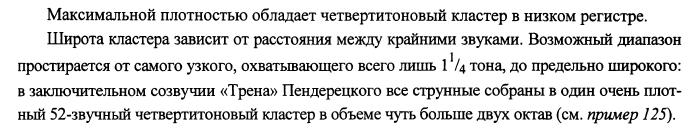 Максимальной плотностью обладает четвертитоновый кластер в низком регистре.
Широта кластера зависит от расстояния между крайними звуками. Возможный диапазон
простирается от самого узкого, охватывающего всего лишь 1¹/₄ тона, до предельно широкого:
в заключительном созвучии «Трена» Пендерецкого все струнные собраны в один очень плот-
ный 52-звучный четвертитоновый кластер в объеме чуть больше двух октав (см. пример 125).